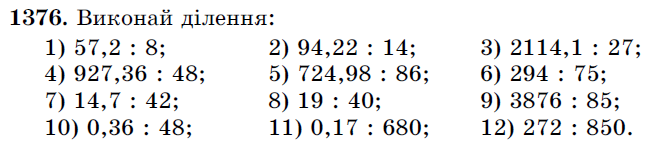 1376. Виконай ділення:
1) 57,2 : 8; 2) 94,22 : 14; 3) 2114,1 : 27;
4) 927,36 : 48; 5) 724,98 : 86; 6) 294 : 75;
7) 14,7 : 42; 8) 19 : 40; 9) 3876 : 85;
10) 0,36 : 48; 11) 0,17 : 680; 12) 272 : 850.